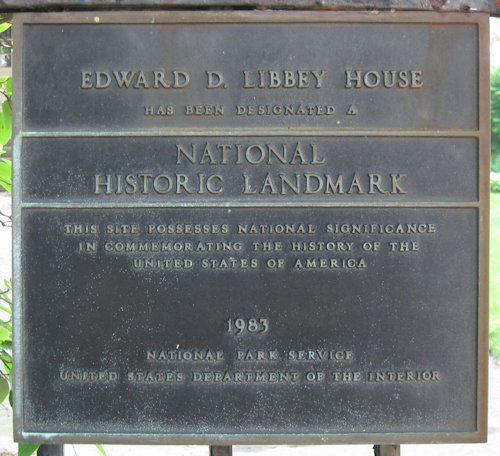 EDWARD D. LIBBEY HOUSE
HAS BEEN DESIGNATED A
NATIONAL
HISTORIC LANDMARK
THIS SITE POSSESSES NATIONAL SIGNIFICANCE
IN COMMEMORATING THE HISTORY OF THE
UNITED STATES OF AMERICA
1983
NATIONAL PARK SERVICE
UNITED STATES DEPARTMENT OF THE INTERIOR